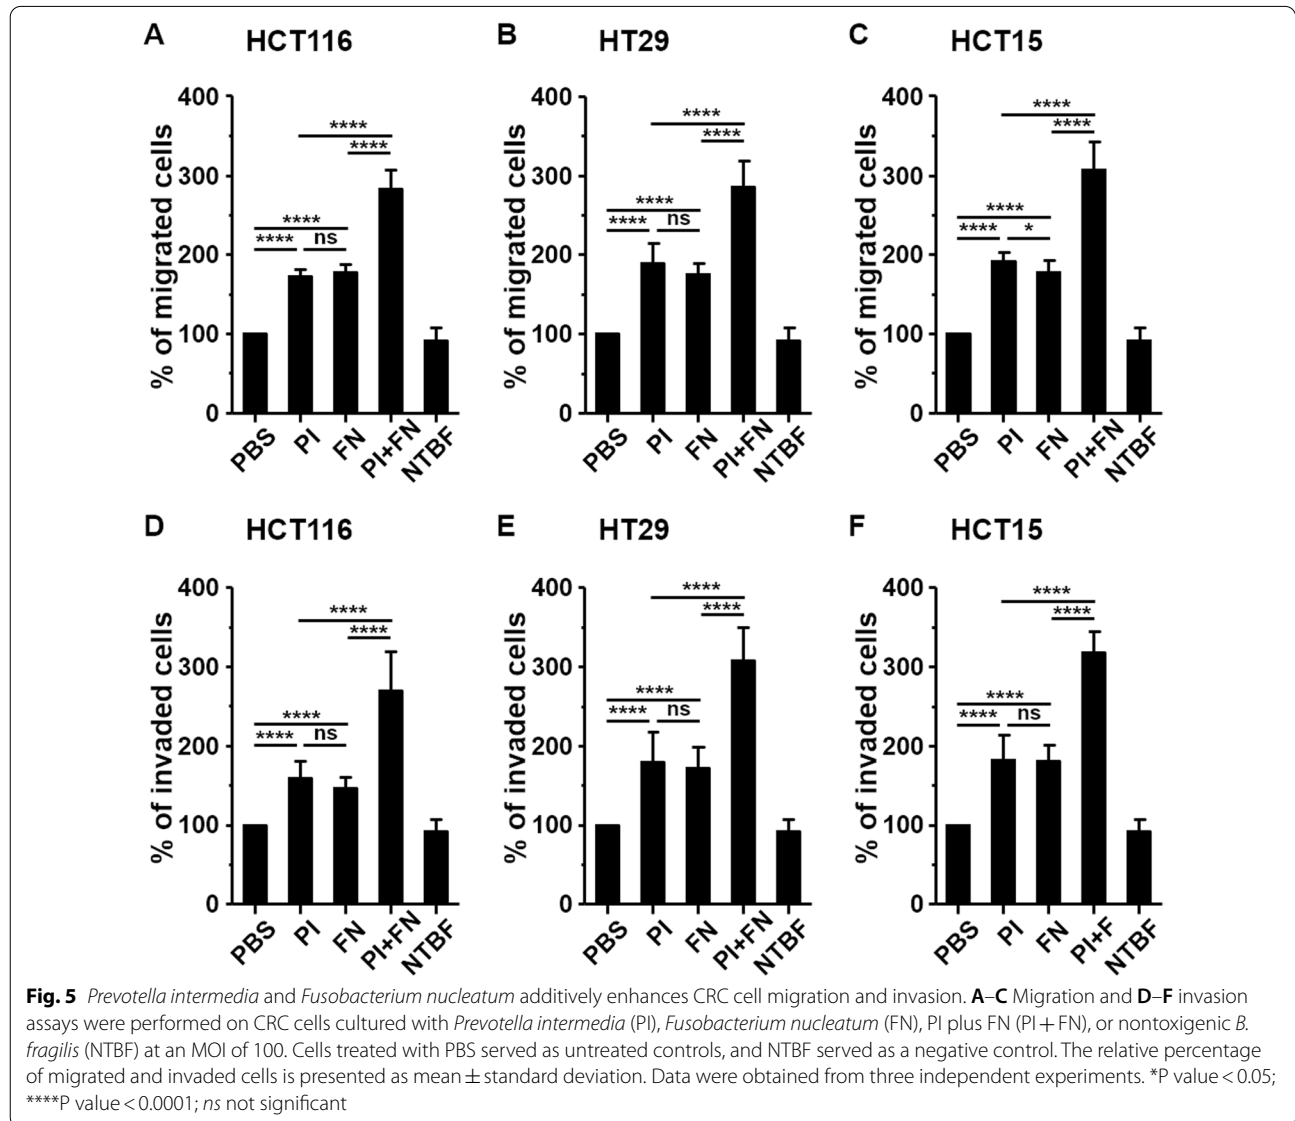 A HCT116
400
300
200
100
0
% of migrated cells
****
****
****
**** ns
PBS PI FN PI+FN NTBF
B HT29
400
300
200
100
0
% of migrated cells
****
****
****
**** ns
PBS PI FN PI+FN NTBF
C HCT15
400
300
200
100
0
% of migrated cells
****
****
****
**** *
PBS PI FN PI+FN NTBF
D HCT116
400
300
200
100
0
% of invaded cells
****
****
****
**** ns
PBS PI FN PI+FN NTBF
E HT29
400
300
200
100
0
% of invaded cells
****
****
****
**** ns
PBS PI FN PI+FN NTBF
F HCT15
400
300
200
100
0
% of invaded cells
****
****
****
**** ns
PBS PI FN PI+F NTBF
Fig. 5 Prevotella intermedia and Fusobacterium nucleatum additively enhances CRC cell migration and invasion. A–C Migration and D–F invasion
assays were performed on CRC cells cultured with Prevotella intermedia (PI), Fusobacterium nucleatum (FN), PI plus FN (PI + FN), or nontoxigenic B.
fragilis (NTBF) at an MOI of 100. Cells treated with PBS served as untreated controls, and NTBF served as a negative control. The relative percentage
of migrated and invaded cells is presented as mean ± standard deviation. Data were obtained from three independent experiments. *P value < 0.05;
****P value < 0.0001; ns not significant